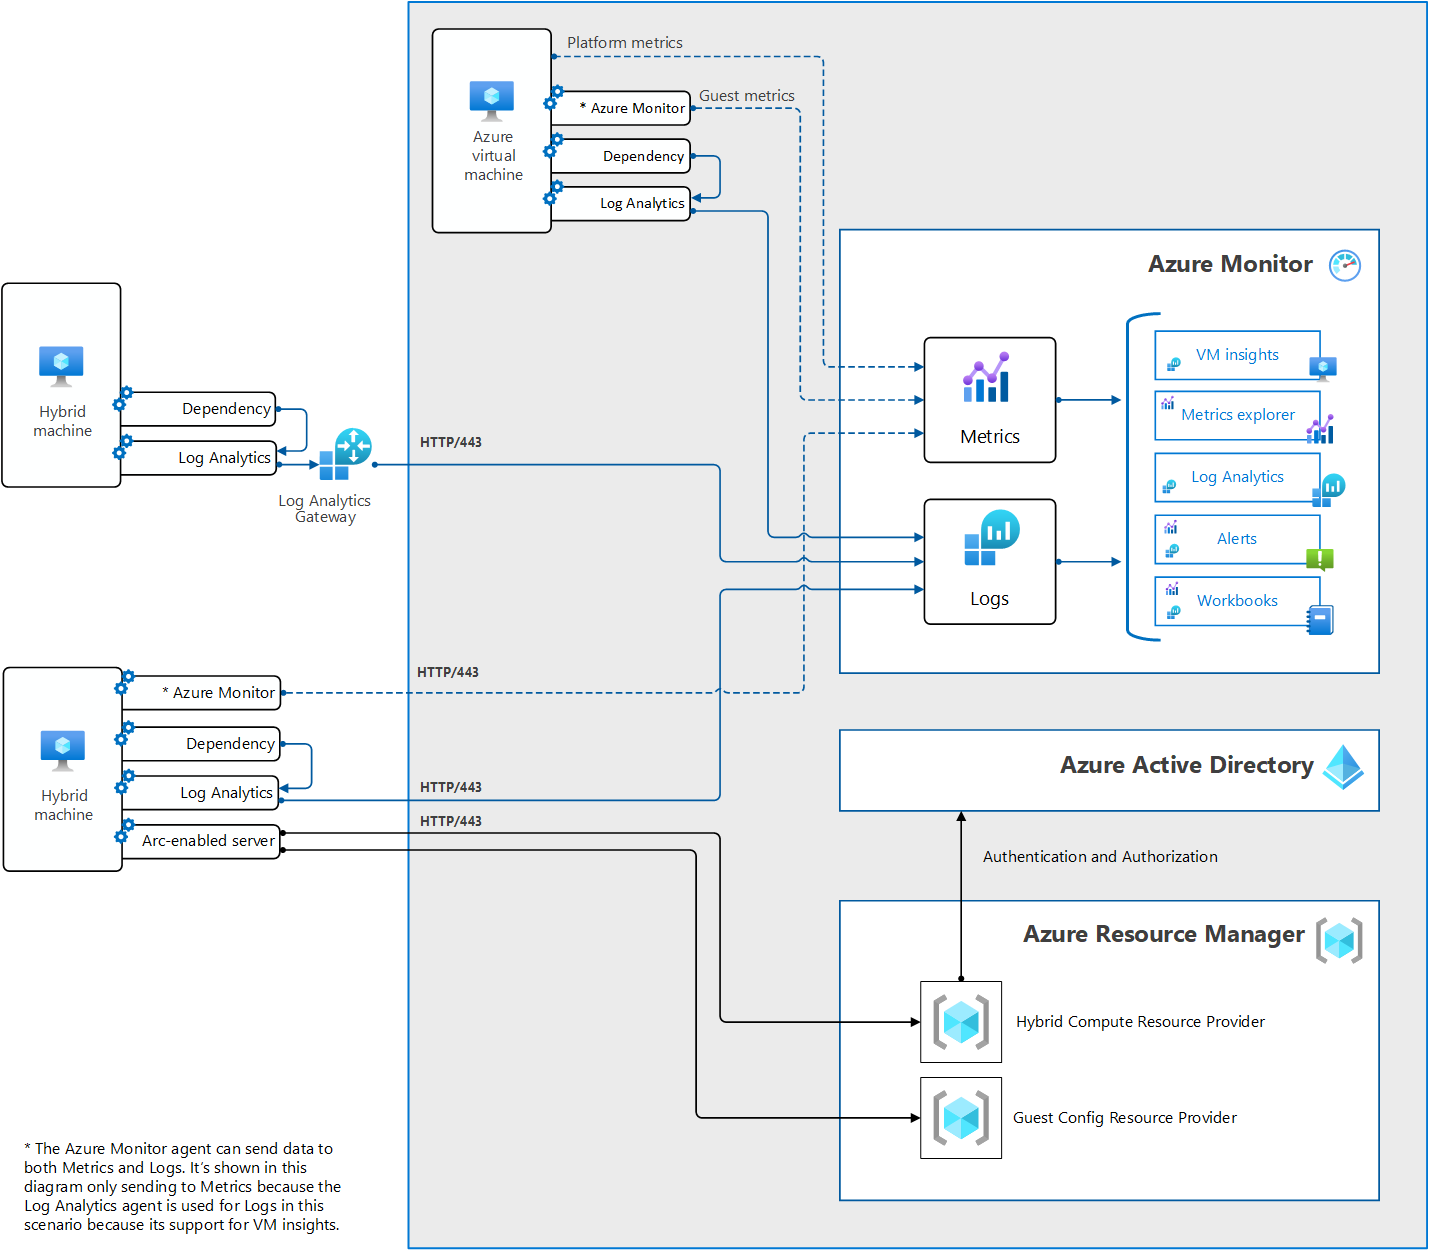 Platform metrics
Guest metrics
Azure
virtual
machine
* Azure Monitor
Dependency
Log Analytics
Azure Monitor
Hybrid
machine
Dependency
Log Analytics
Log Analytics
Gateway
HTTP/443
Metrics
Logs
VM insights
Metrics explorer
Log Analytics
Alerts
Workbooks
Hybrid
machine
* Azure Monitor
Dependency
Log Analytics
Arc-enabled server
HTTP/443
HTTP/443
HTTP/443
Azure Active Directory
Authentication and Authorization
Azure Resource Manager
Hybrid Compute Resource Provider
Guest Config Resource Provider
* The Azure Monitor agent can send data to
both Metrics and Logs. It’s shown in this
diagram only sending to Metrics because the
Log Analytics agent is used for Logs in this
scenario because its support for VM insights.